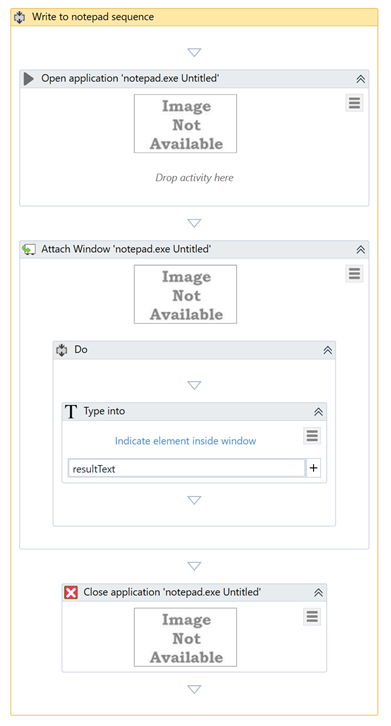 Write to notepad sequence
Open application 'notepad.exe Untitled'
Image
Not
Available
Drop activity here
Attach Window 'notepad.exe Untitled'
Image
Not
Available
Do
T Type into
Indicate element inside window
resultText +
Close application 'notepad.exe Untitled'
Image
Not
Available